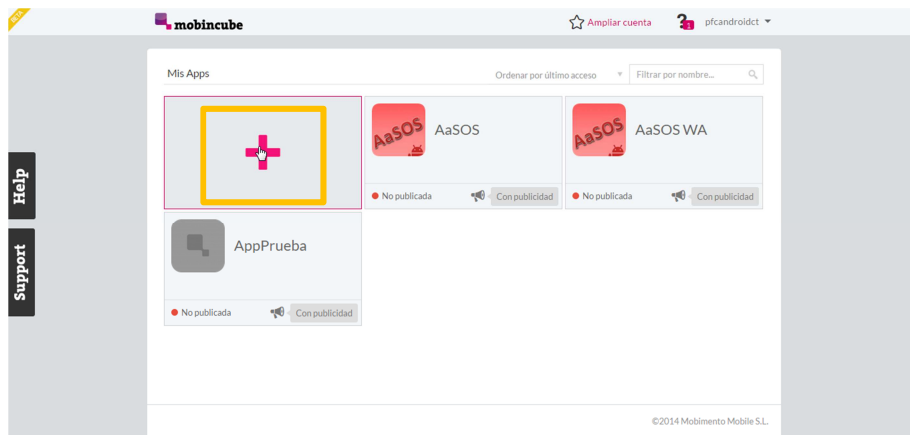 BETA
mobincube
Ampliar cuenta
? 1
pfcandroidct
Mis Apps
Ordenar por último acceso
Filtrar por nombre...
AaSOS
AaSOS
AaSOS
AaSOS WA
No publicada
Con publicidad
No publicada
Con publicidad
AppPrueba
No publicada
Con publicidad
Help
Support
©2014 Mobimento Mobile S.L.